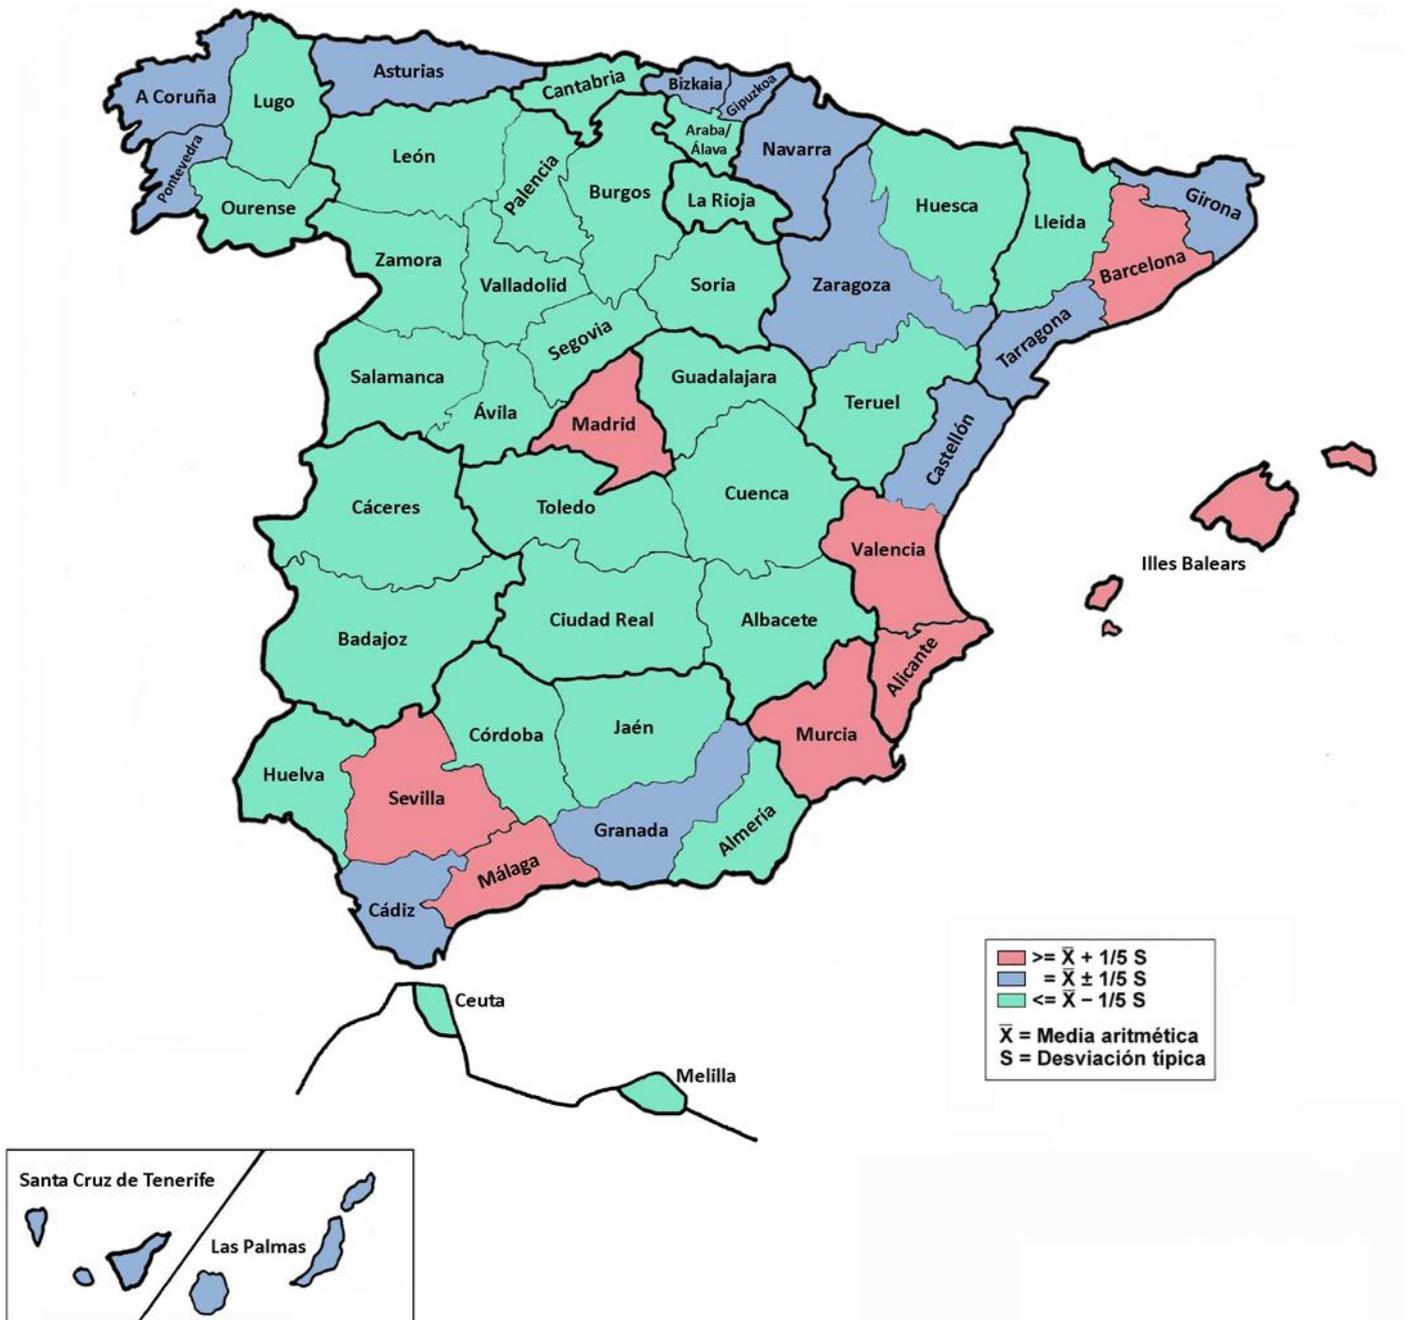 Asturias
Cantabria
Bizkaia
Gipuzkoa
A Coruña
Lugo
Araba/
Álava
Navarra
Pontevedra
León
Palencia
Burgos
La Rioja
Huesca
Lleida
Girona
Ourense
Zamora
Valladolid
Soria
Zaragoza
Barcelona
Segovia
Tarragona
Salamanca
Ávila
Guadalajara
Teruel
Madrid
Castellón
Cáceres
Toledo
Cuenca
Valencia
Illes Balears
Badajoz
Ciudad Real
Albacete
Alicante
Córdoba
Jaén
Murcia
Huelva
Sevilla
Granada
Almería
Málaga
Cádiz
>= X̅ + 1/5 S
= X̅ ± 1/5 S
<= X̅ − 1/5 S
X̅ = Media aritmética
S = Desviación típica
Ceuta
Melilla
Santa Cruz de Tenerife
Las Palmas